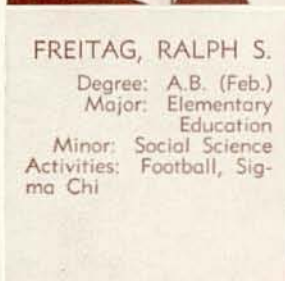 FREITAG, RALPH S.
Degree: A.B. (Feb.)
Major: Elementary
Education
Minor: Social Science
Activities: Football, Sig-
ma Chi